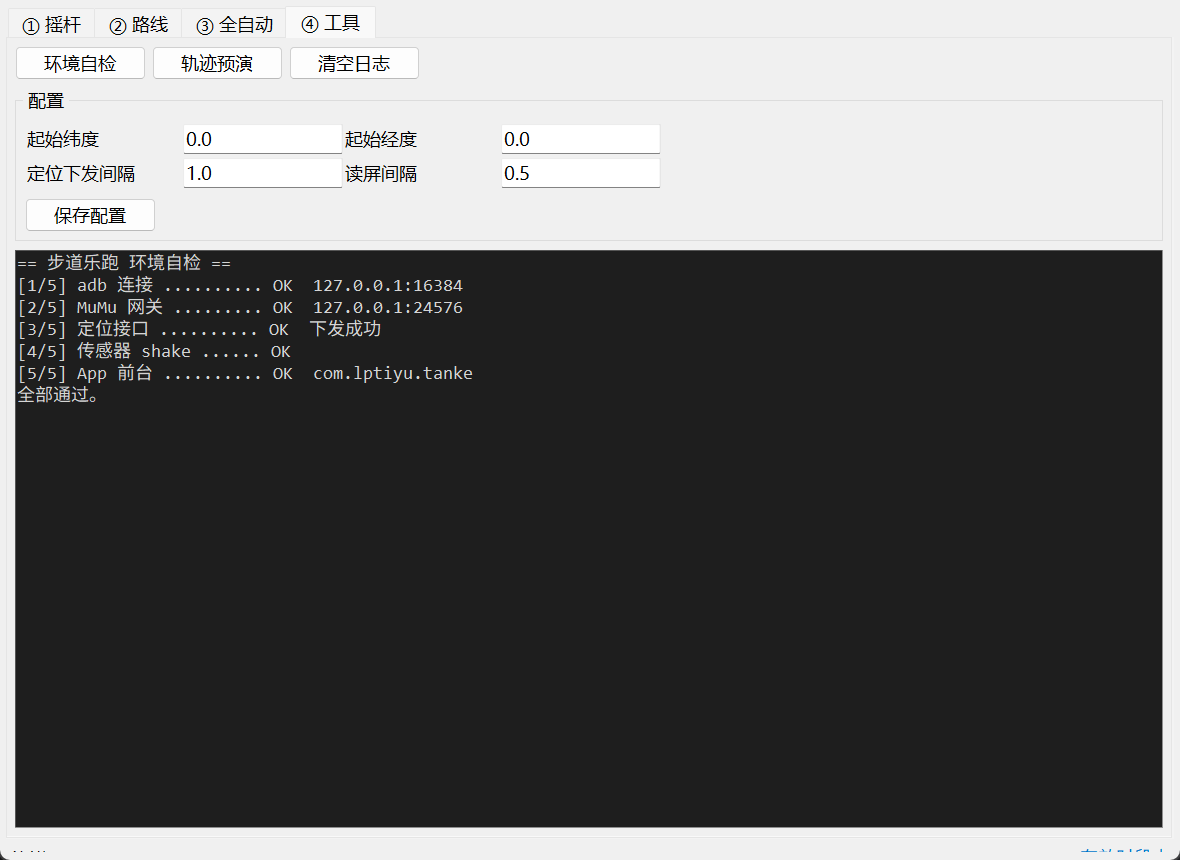 ① 摇杆 ② 路线 ③ 全自动 ④ 工具
环境自检 轨迹预演 清空日志
配置
起始纬度 0.0 起始经度 0.0
定位下发间隔 1.0 读屏间隔 0.5
保存配置
== 步道乐跑 环境自检 ==
[1/5] adb 连接 .......... OK  127.0.0.1:16384
[2/5] MuMu 网关 ......... OK  127.0.0.1:24576
[3/5] 定位接口 .......... OK  下发成功
[4/5] 传感器 shake ...... OK
[5/5] App 前台 .......... OK  com.lptiyu.tanke
全部通过。